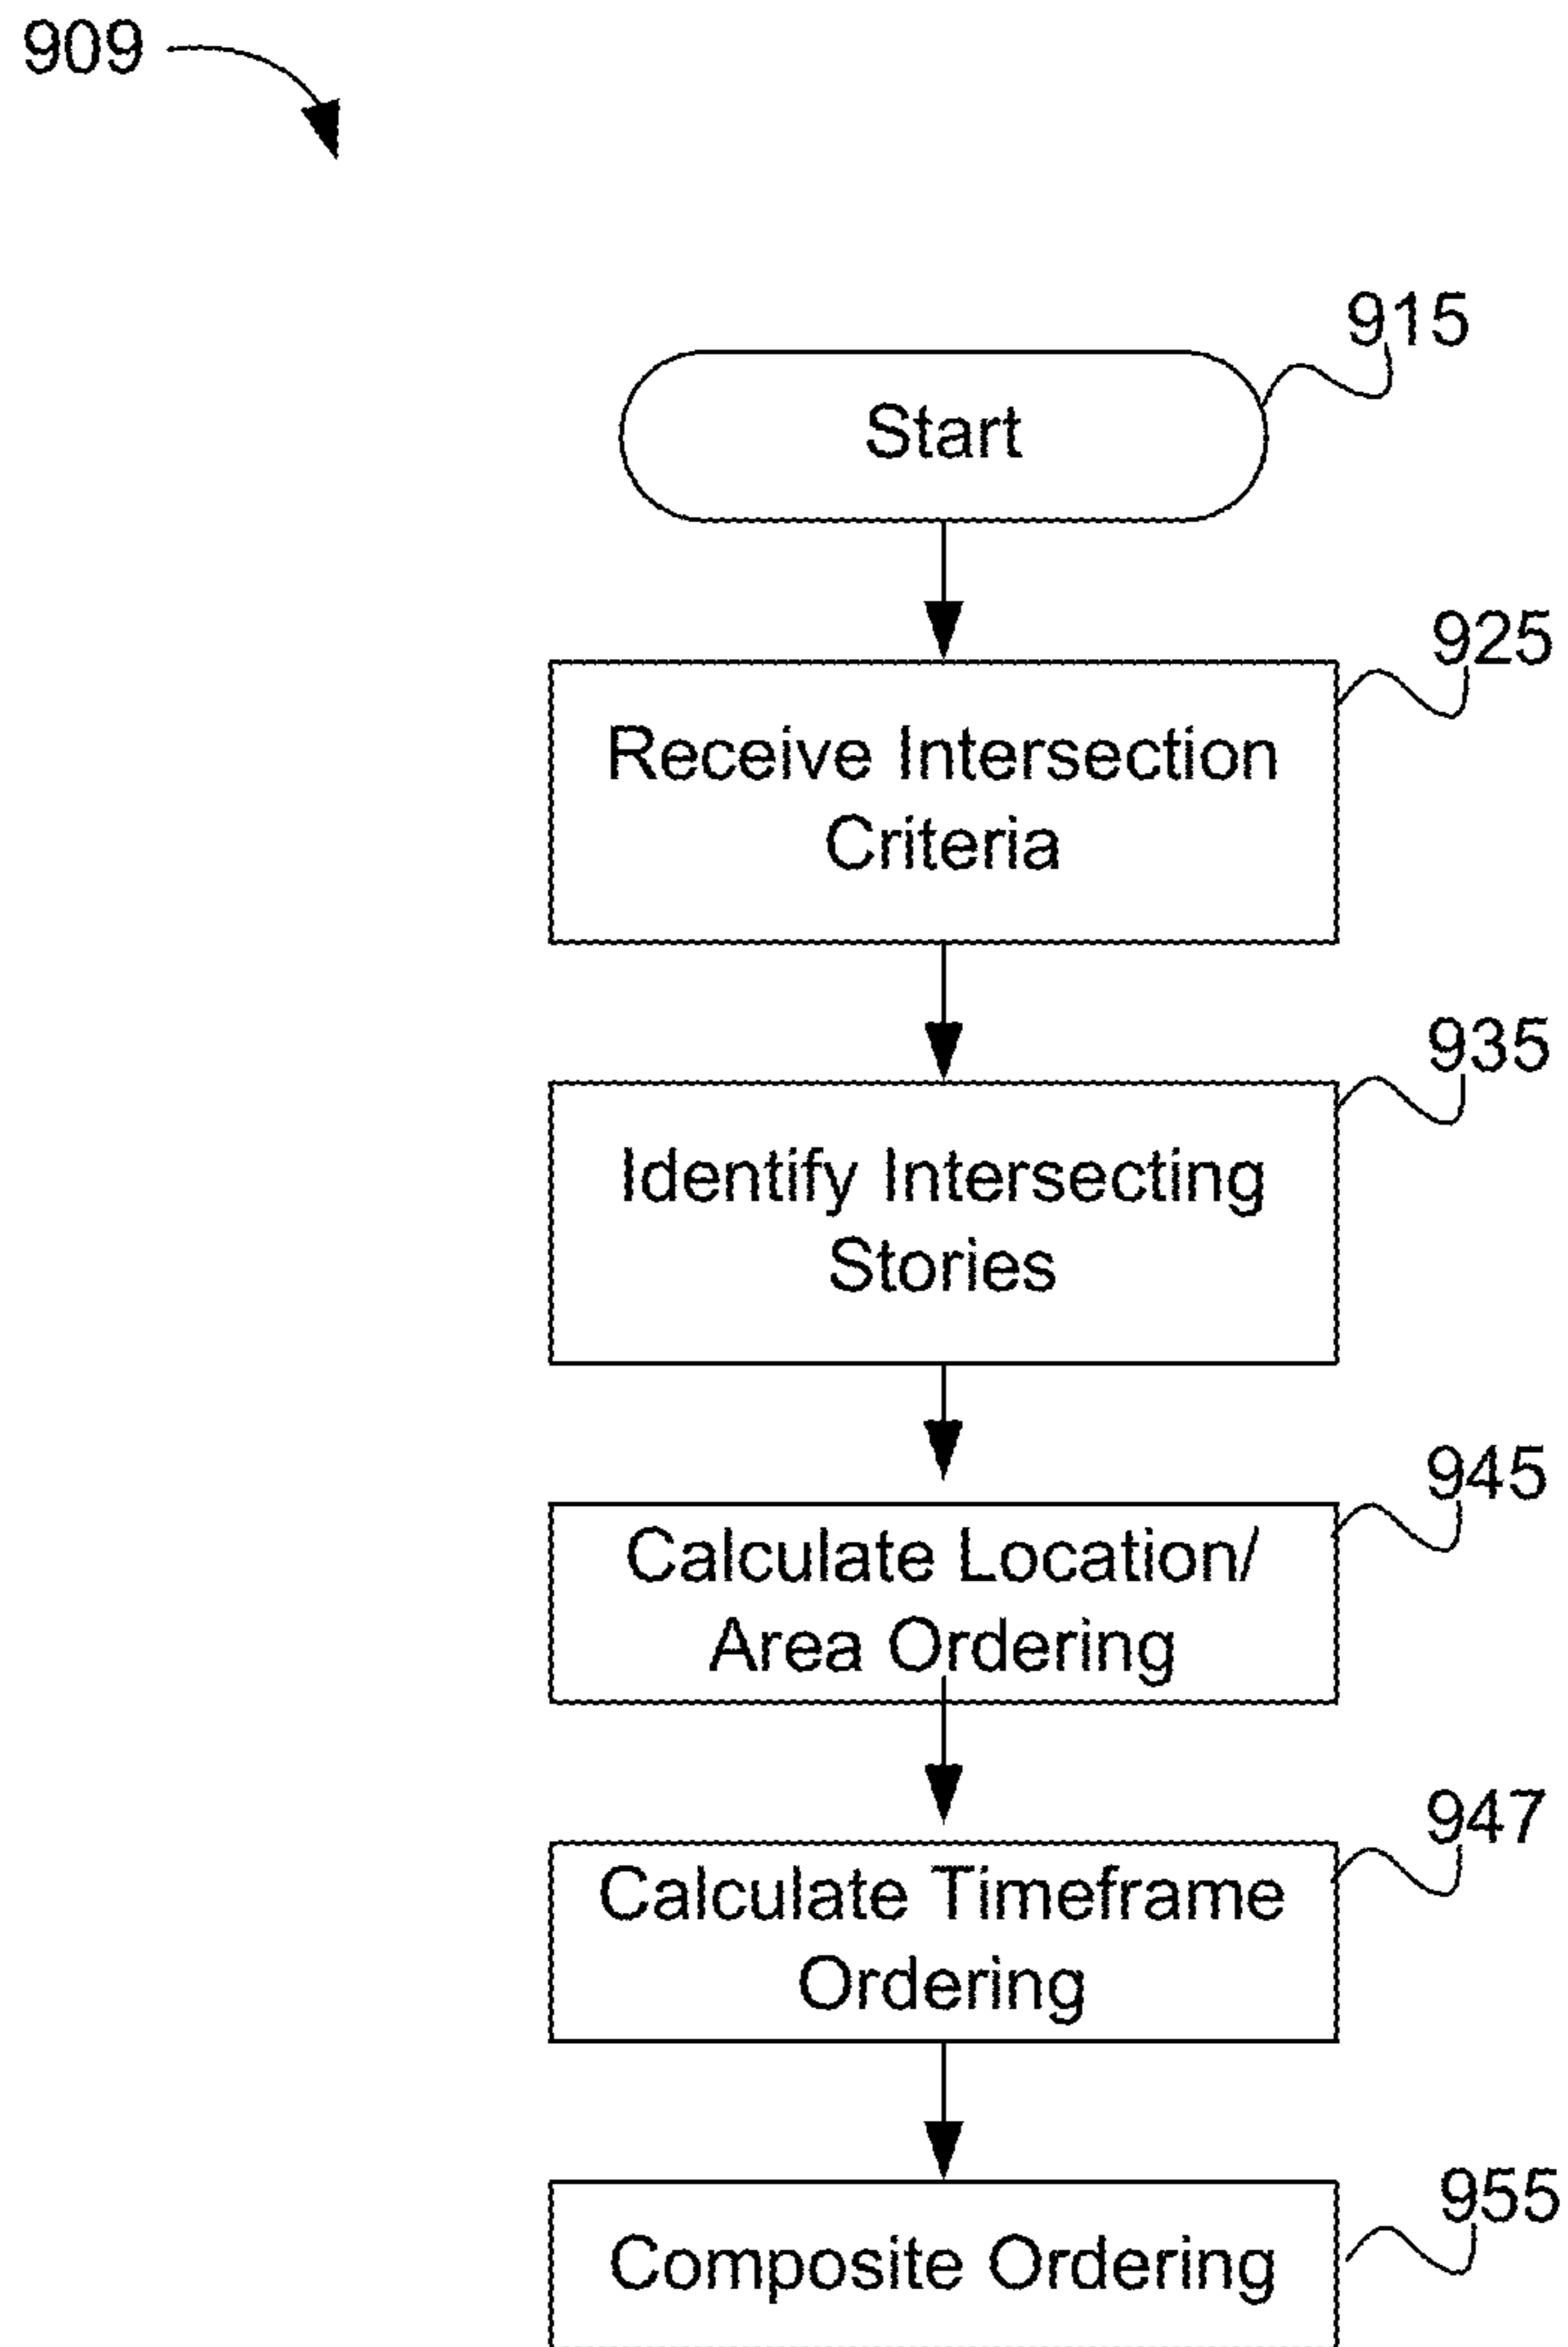 909
915
Start
925
Receive Intersection
Criteria
935
Identify Intersecting
Stories
945
Calculate Location/
Area Ordering
947
Calculate Timeframe
Ordering
955
Composite Ordering